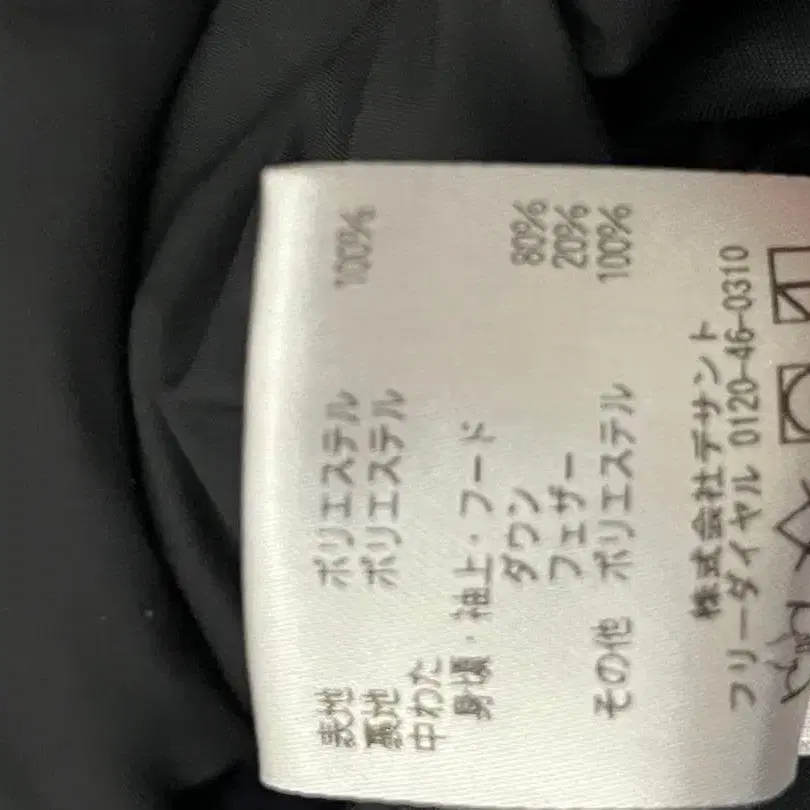 表地 ポリエステル 100%
裏地 ポリエステル
中わた
身頃・袖上・フード
ダウン 80%
フェザー 20%
その他 ポリエステル 100%
株式会社デサント
フリーダイヤル 0120-46-0310